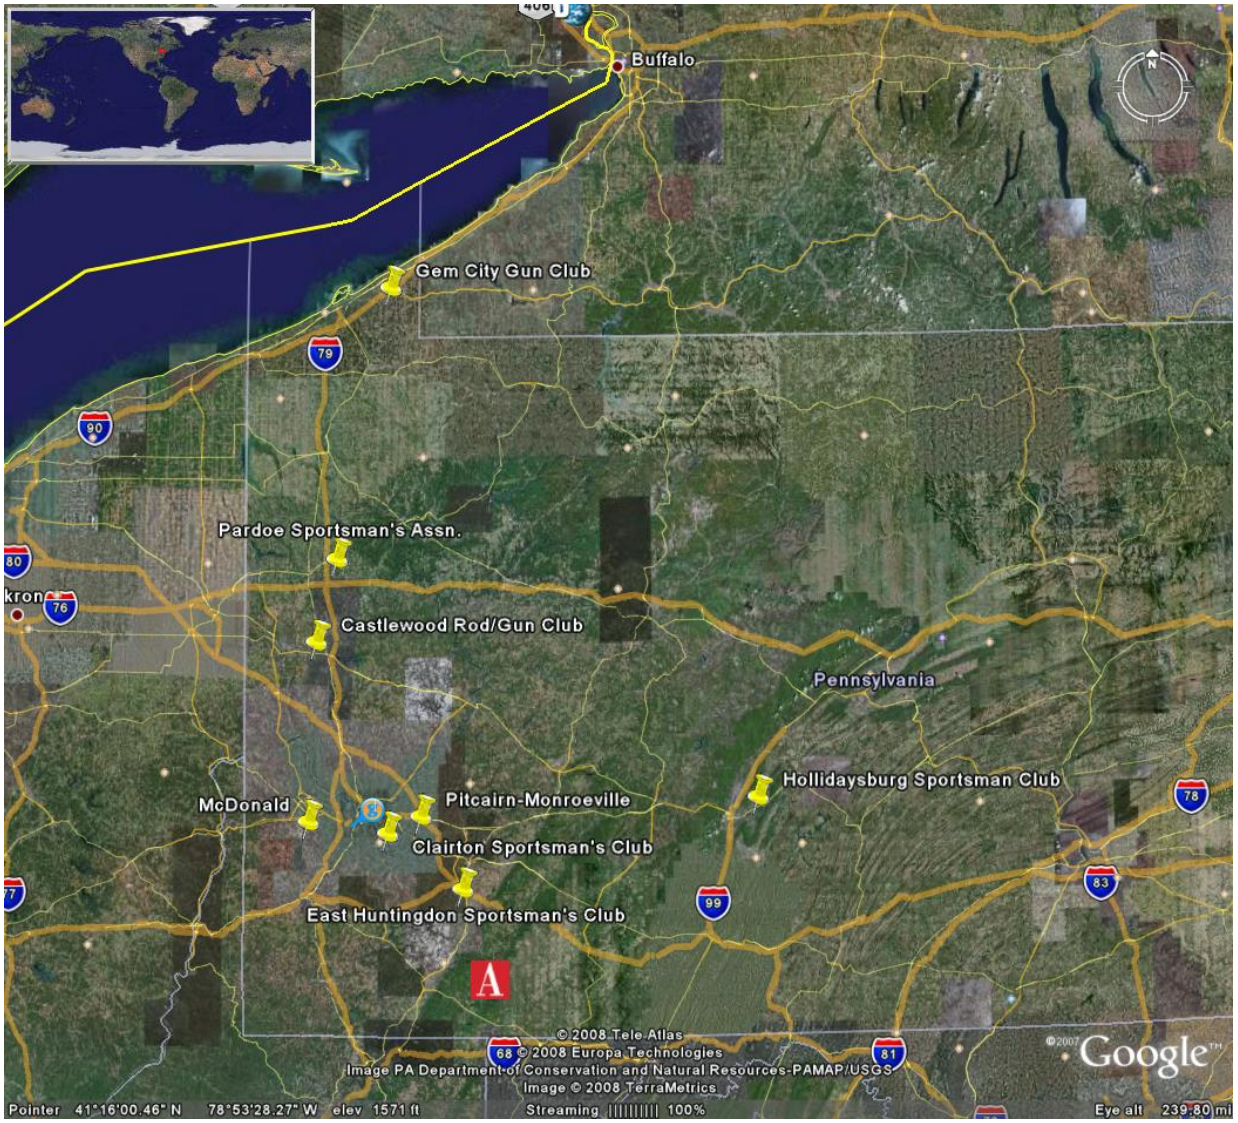 406
Buffalo
N
Gem City Gun Club
79
90
Pardoe Sportsman's Assn.
80
kron
76
Castlewood Rod/Gun Club
Pennsylvania
Hollidaysburg Sportsman Club
78
McDonald
g
Pitcairn-Monroeville
Clairton Sportsman's Club
77
83
99
East Huntingdon Sportsman's Club
A
© 2008 Tele Atlas
68
© 2008 Europa Technologies
81
Image PA Department of Conservation and Natural Resources-PAMAP/USGS
Image © 2008 TerraMetrics
©2007 Google™
Pointer 41°16'00.46" N 78°53'28.27" W elev 1571 ft
Streaming |||||||||| 100%
Eye alt 239.80 mi